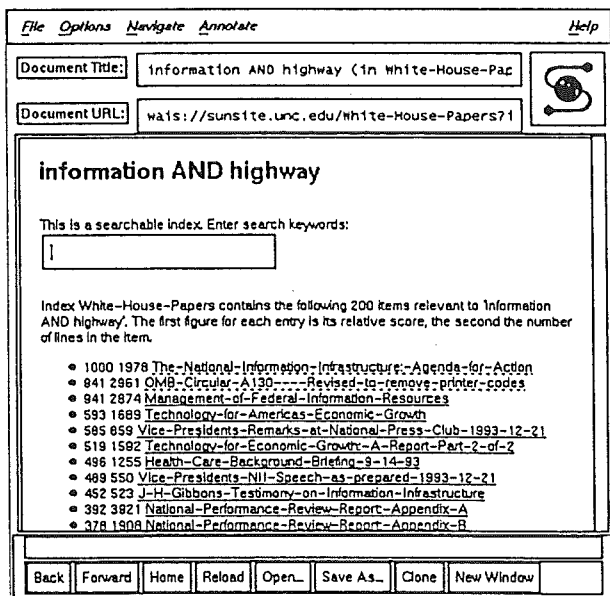 File Options Navigate Annotate Help
Document Title: information AND highway (in White-House-Pap
Document URL: wais://sunsite.unc.edu/White-House-Papers?i
information AND highway
This is a searchable index. Enter search keywords:
Index White-House-Papers contains the following 200 items relevant to 'information
AND highway'. The first figure for each entry is its relative score, the second the number
of lines in the item.
1000 1978 The-National-Information-Infrastructure:-Agenda-for-Action
941 2961 OMB-Circular-A130----Revised-to-remove-printer-codes
941 2874 Management-of-Federal-Information-Resources
593 1689 Technology-for-Americas-Economic-Growth
585 659 Vice-Presidents-Remarks-at-National-Press-Club-1993-12-21
519 1592 Technology-for-Economic-Growth:-A-Report-Part-2-of-2
496 1255 Health-Care-Background-Briefing-9-14-93
489 550 Vice-Presidents-NII-Speech-as-prepared-1993-12-21
452 523 J-H-Gibbons-Testimony-on-Information-Infrastructure
392 3921 National-Performance-Review-Report-Appendix-A
378 1908 National-Performance-Review-Report-Appendix-B
Back Forward Home Reload Open... Save As... Clone New Window